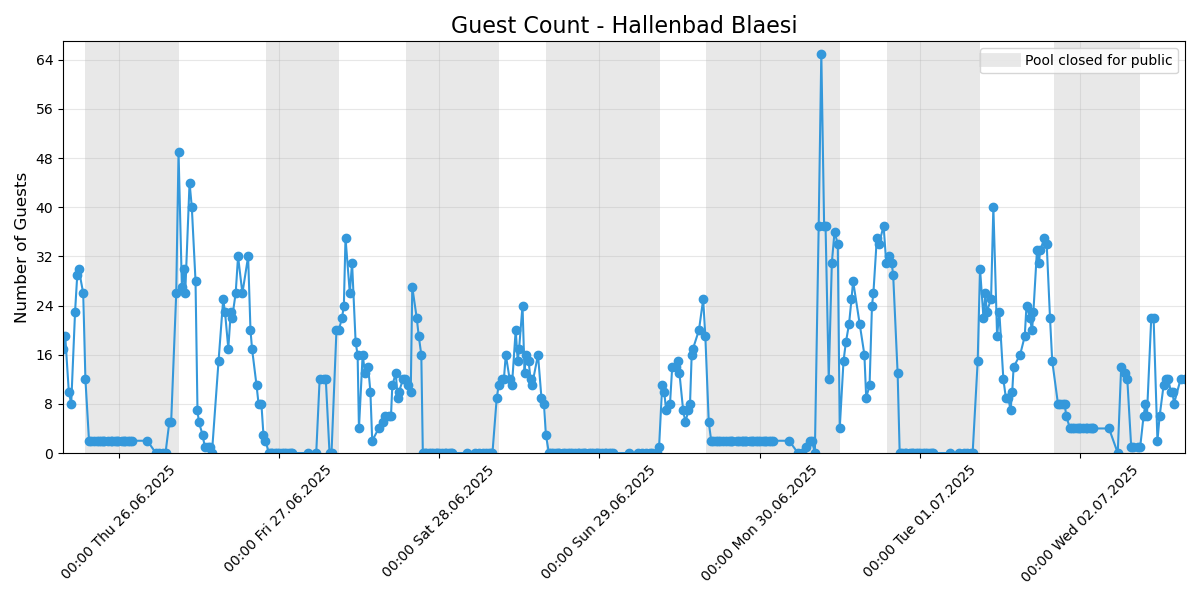 Guest Count - Hallenbad Blaesi
Pool closed for public
Number of Guests
64
56
48
40
32
24
16
8
0
00:00 Thu 26.06.2025
00:00 Fri 27.06.2025
00:00 Sat 28.06.2025
00:00 Sun 29.06.2025
00:00 Mon 30.06.2025
00:00 Tue 01.07.2025
00:00 Wed 02.07.2025